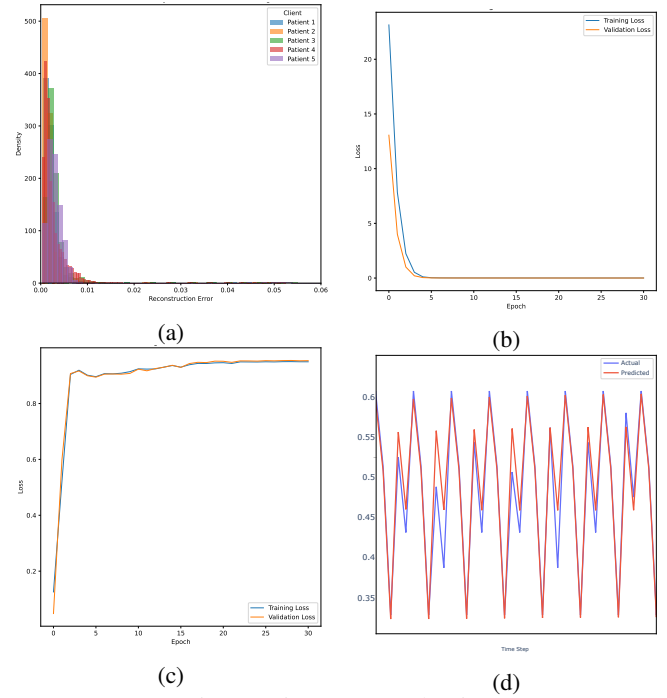 Client
Patient 1
Patient 2
Patient 3
Patient 4
Patient 5
500
400
300
200
100
0
Density
0.00 0.01 0.02 0.03 0.04 0.05 0.06
Reconstruction Error
(a)
Training Loss
Validation Loss
20
15
10
5
0
Loss
0 5 10 15 20 25 30
Epoch
(b)
0.8
0.6
0.4
0.2
Loss
Training Loss
Validation Loss
0 5 10 15 20 25 30
Epoch
(c)
Actual
Predicted
0.6
0.55
0.5
0.45
0.4
0.35
Time Step
(d)